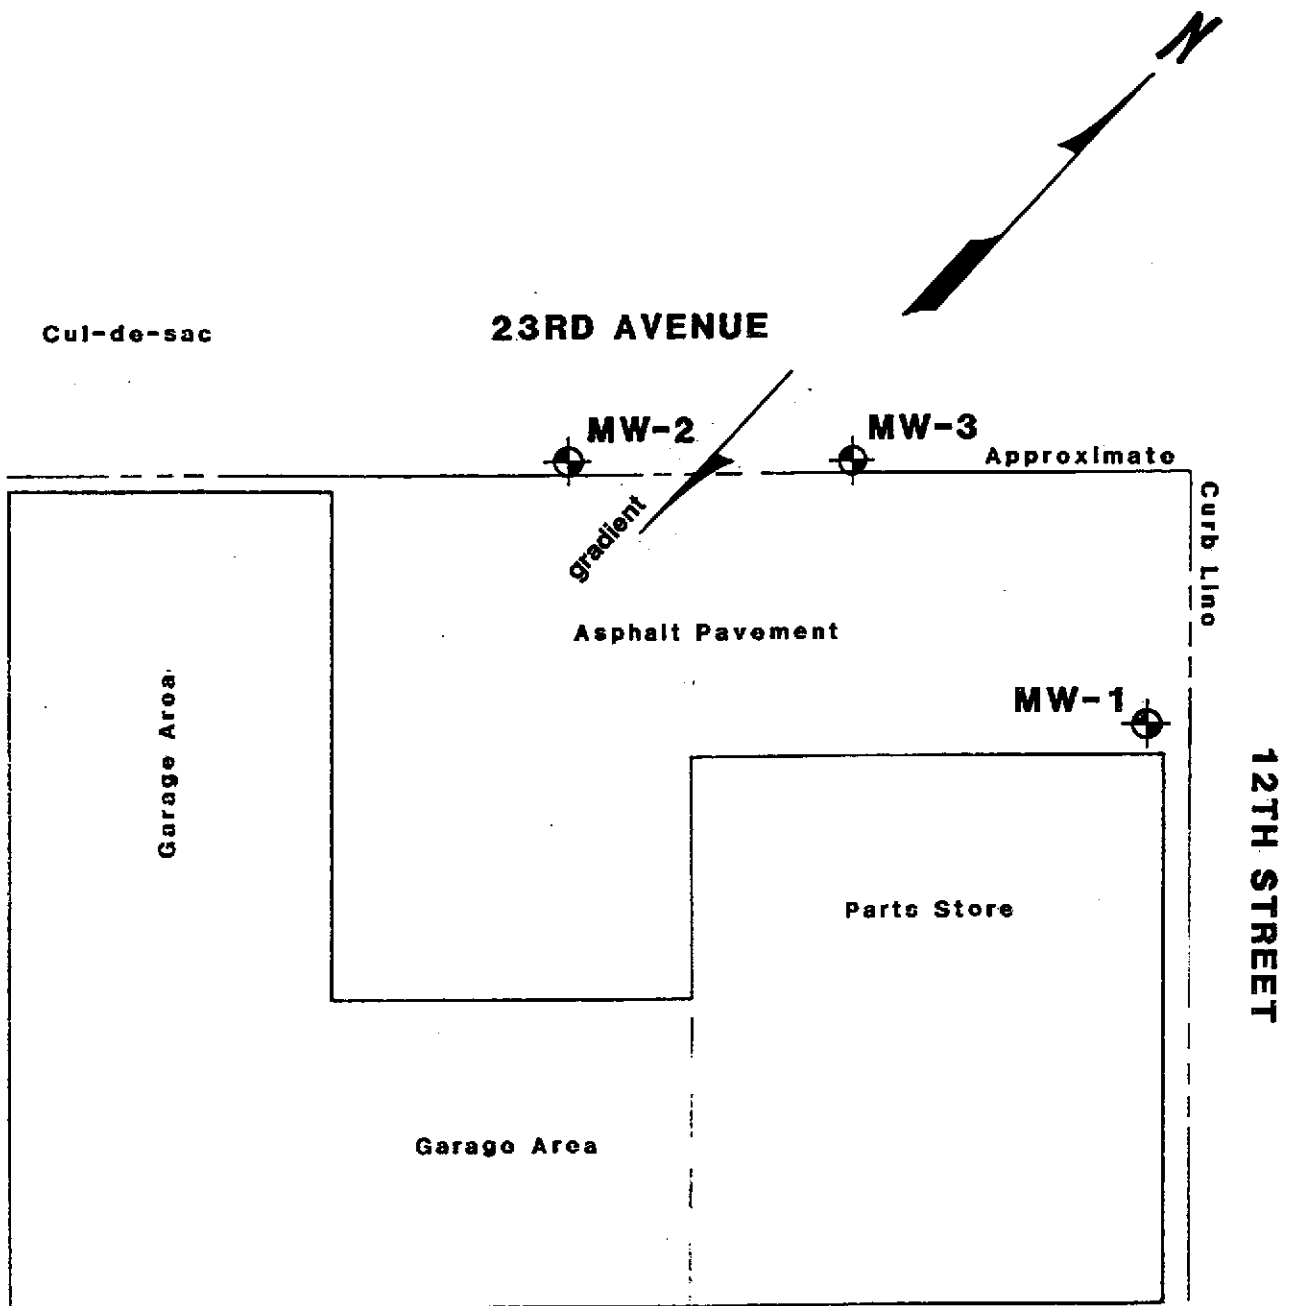 N
Cul-de-sac
23RD AVENUE
MW-2
MW-3
Approximate
Curb Line
gradient
Asphalt Pavement
MW-1
Garage Area
12TH STREET
Parts Store
Garage Area